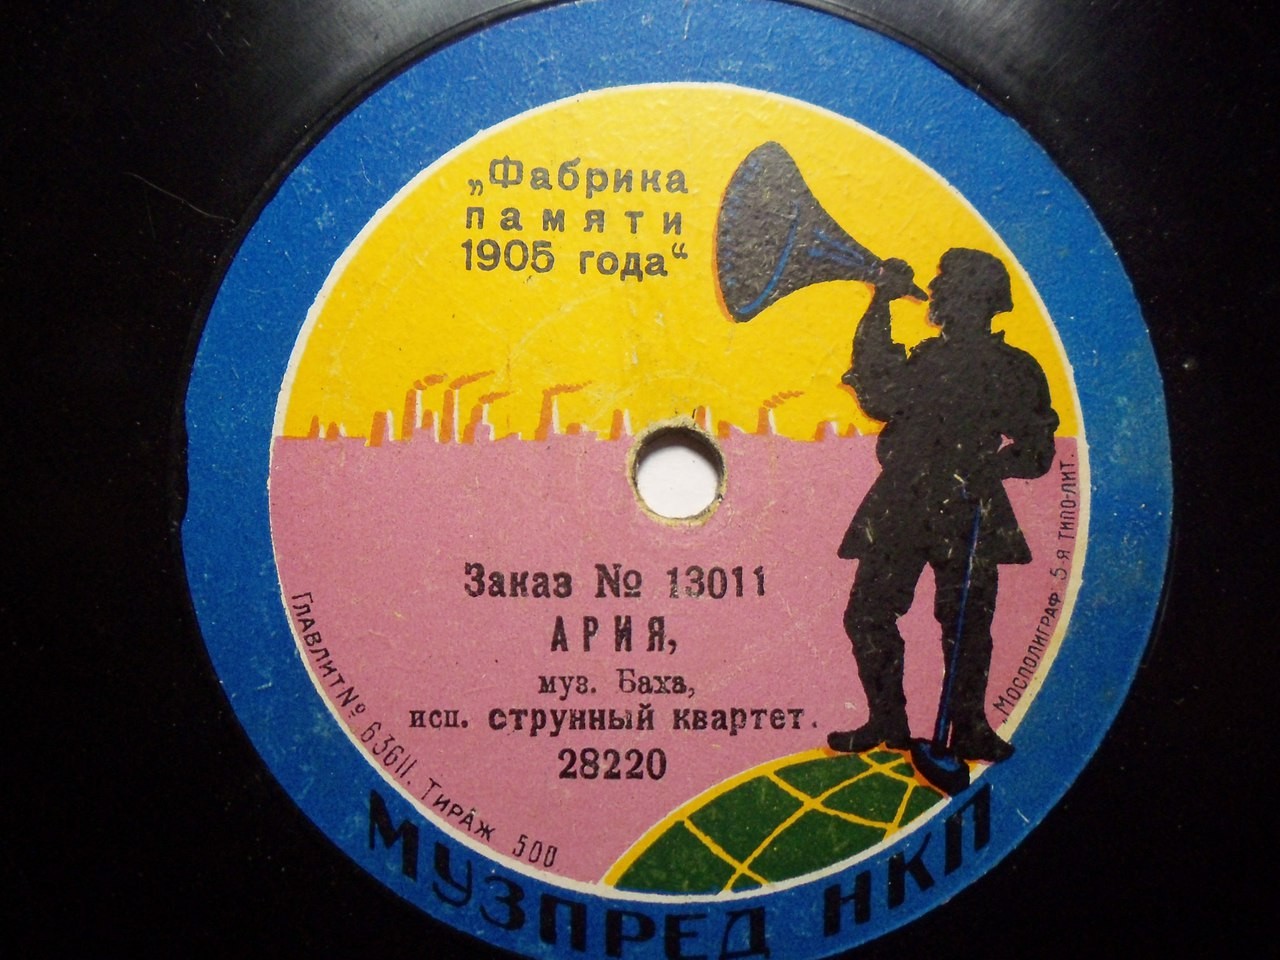 „Фабрика
памяти
1905 года“
Заказ № 13011
АРИЯ,
муз. Баха,
исп. струнный квартет.
28220
Главлит № 63611. Тираж 500
„Мосполиграф 5-я типо-лит.
МУЗПРЕД НКП